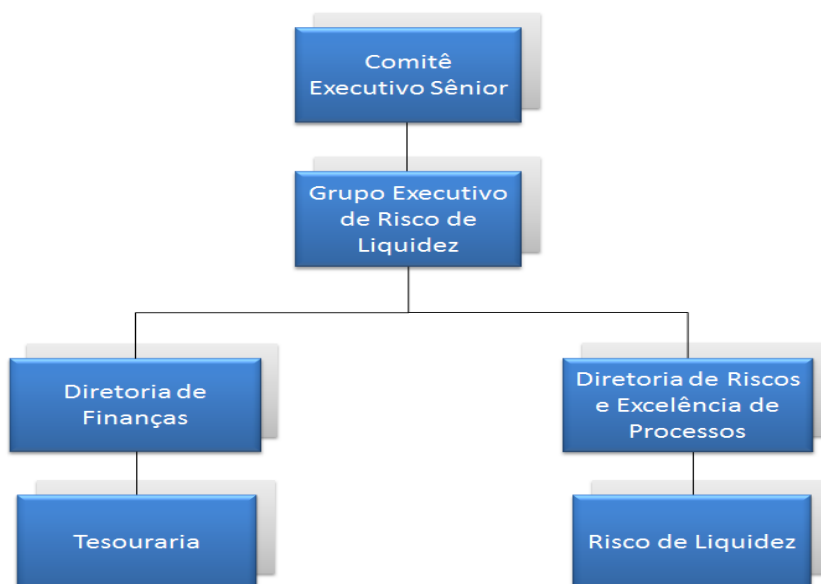 Comitê
Executivo Sênior
Grupo Executivo
de Risco de
Liquidez
Diretoria de
Finanças
Diretoria de Riscos
e Excelência de
Processos
Tesouraria
Risco de Liquidez